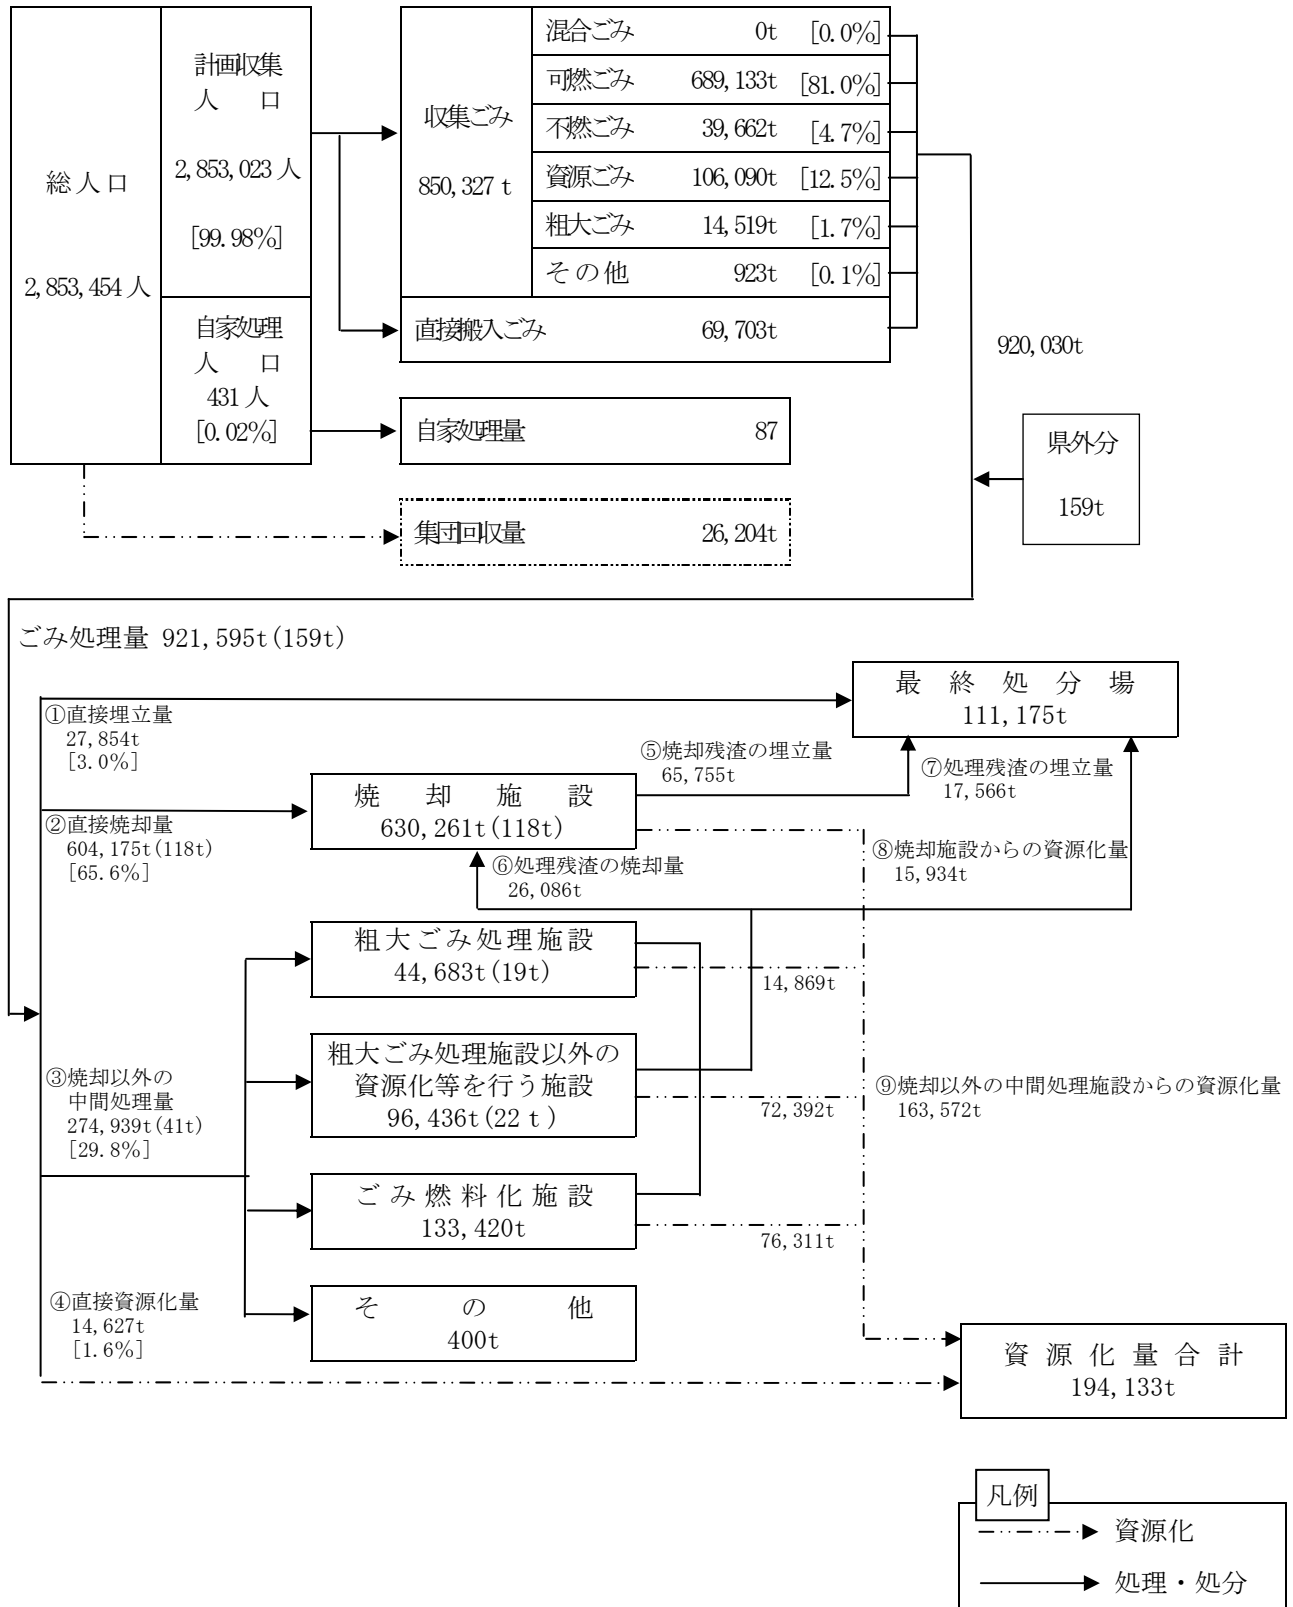 総人口
2,853,454人
計画収集
人　口
2,853,023人
[99.98%]
自家処理
人　口
431人
[0.02%]
収集ごみ
850,327t
混合ごみ 0t [0.0%]
可燃ごみ 689,133t [81.0%]
不燃ごみ 39,662t [4.7%]
資源ごみ 106,090t [12.5%]
粗大ごみ 14,519t [1.7%]
その他 923t [0.1%]
直接搬入ごみ 69,703t
自家処理量 87
集団回収量 26,204t
920,030t
県外分
159t
ごみ処理量 921,595t(159t)
最終処分場
111,175t
①直接埋立量
27,854t
[3.0%]
②直接焼却量
604,175t(118t)
[65.6%]
焼却施設
630,261t(118t)
⑤焼却残渣の埋立量
65,755t
⑦処理残渣の埋立量
17,566t
⑥処理残渣の焼却量
26,086t
⑧焼却施設からの資源化量
15,934t
粗大ごみ処理施設
44,683t(19t)
14,869t
③焼却以外の
中間処理量
274,939t(41t)
[29.8%]
粗大ごみ処理施設以外の
資源化等を行う施設
96,436t(22t)
72,392t
⑨焼却以外の中間処理施設からの資源化量
163,572t
ごみ燃料化施設
133,420t
76,311t
④直接資源化量
14,627t
[1.6%]
その他
400t
資源化量合計
194,133t
凡例
資源化
処理・処分